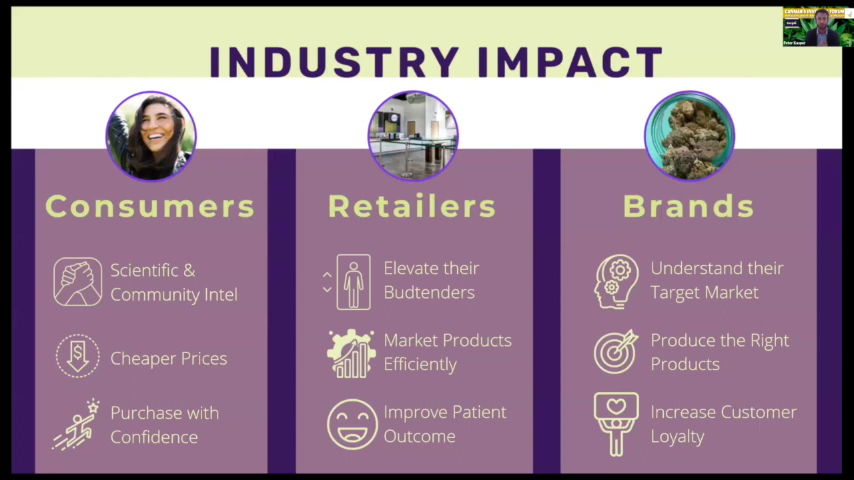 INDUSTRY IMPACT
Consumers
Scientific &
Community Intel
Cheaper Prices
Purchase with
Confidence
Retailers
Elevate their
Budtenders
Market Products
Efficiently
Improve Patient
Outcome
Brands
Understand their
Target Market
Produce the Right
Products
Increase Customer
Loyalty